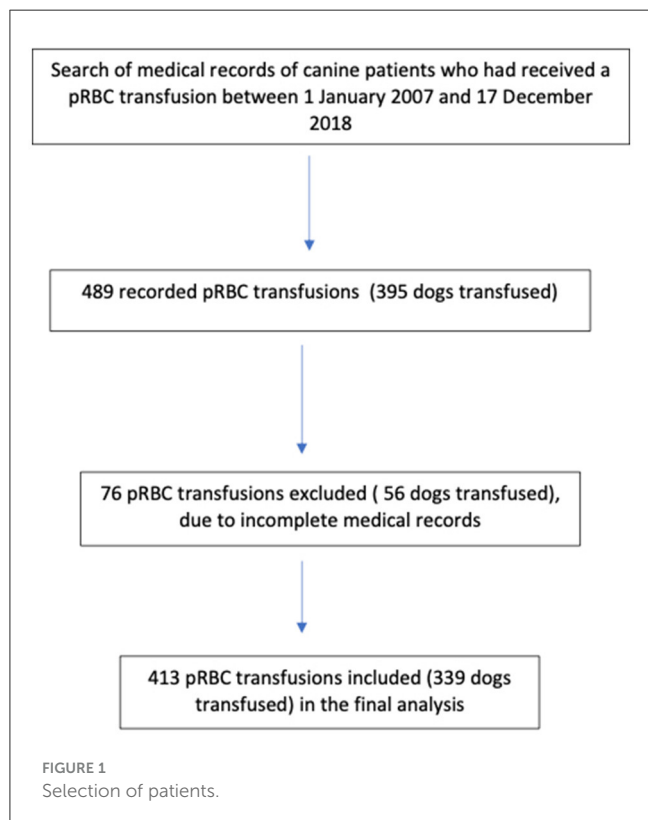 Search of medical records of canine patients who had received a
pRBC transfusion between 1 January 2007 and 17 December
2018
489 recorded pRBC transfusions (395 dogs transfused)
76 pRBC transfusions excluded ( 56 dogs transfused),
due to incomplete medical records
413 pRBC transfusions included (339 dogs
transfused) in the final analysis
FIGURE 1
Selection of patients.